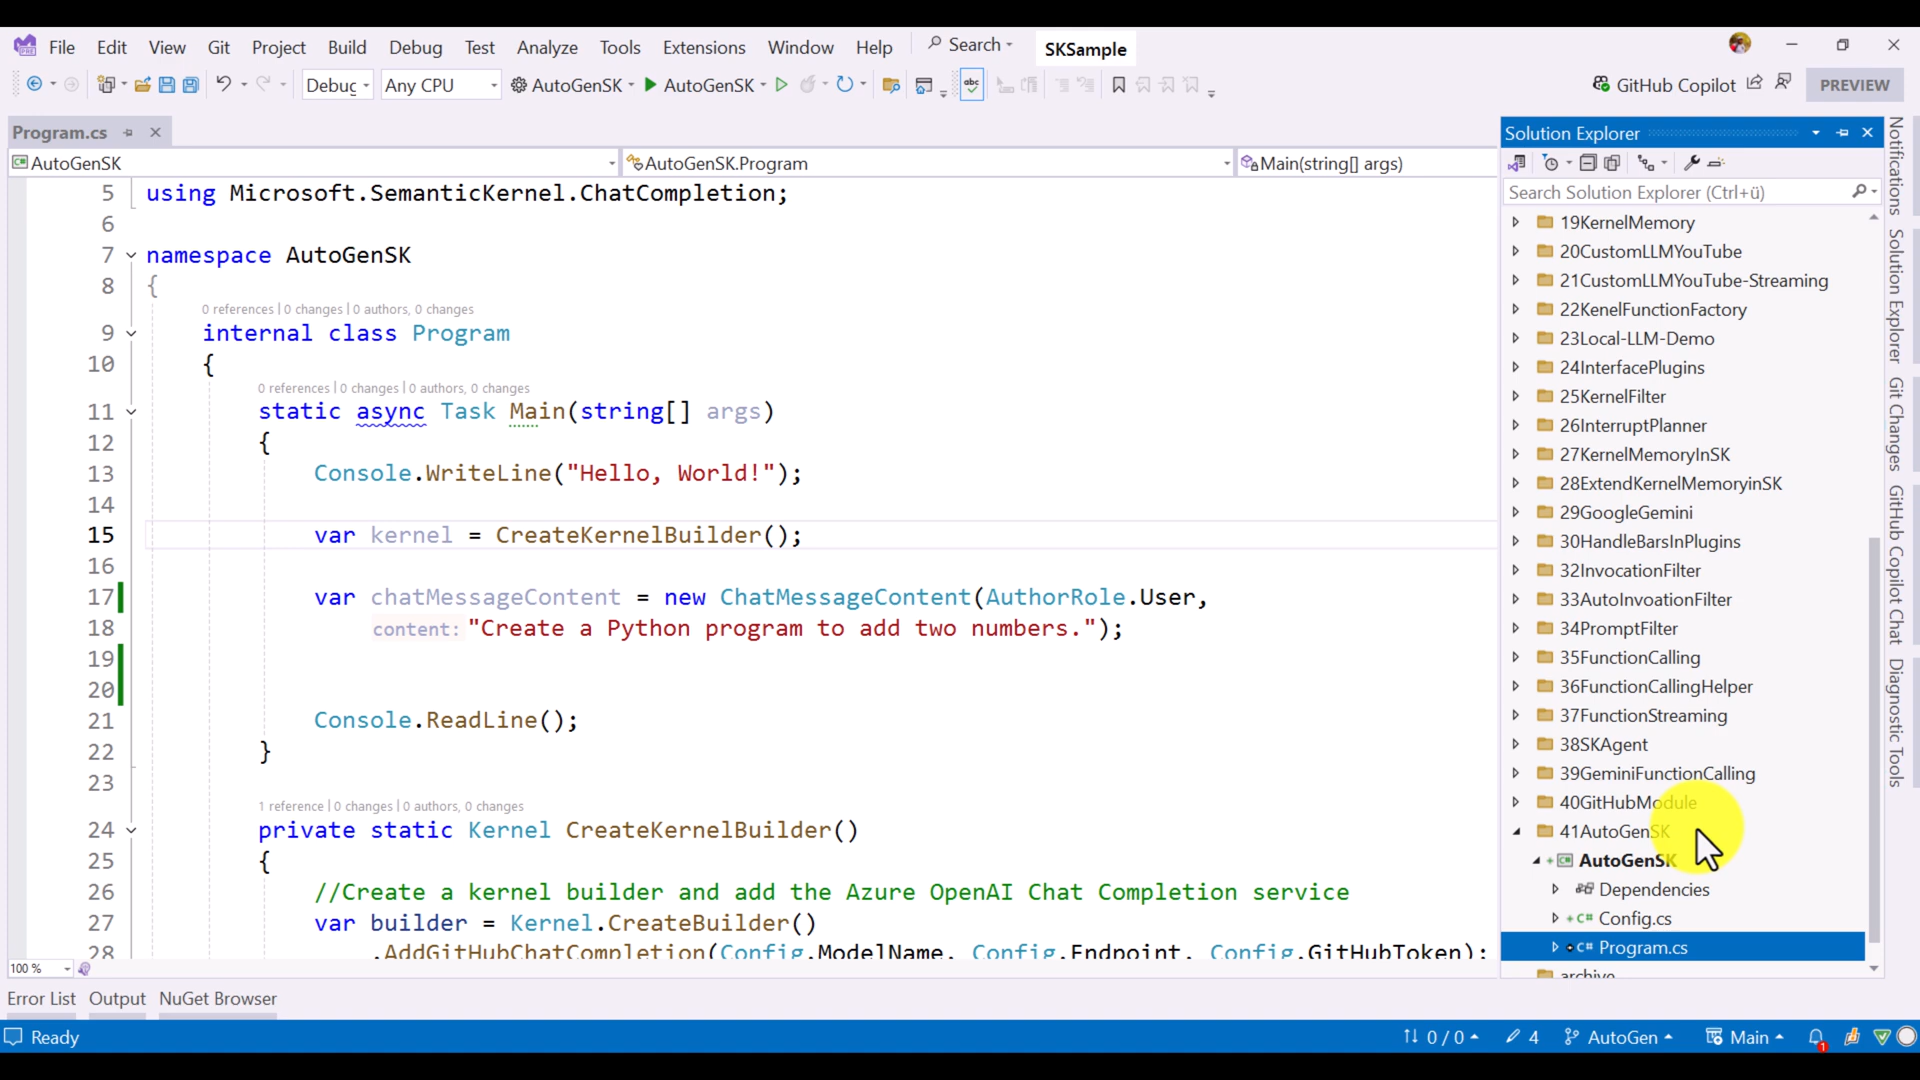 File Edit View Git Project Build Debug Test Analyze Tools Extensions Window Help Search SKSample
Debug Any CPU AutoGenSK AutoGenSK GitHub Copilot PREVIEW
Program.cs
AutoGenSK AutoGenSK.Program Main(string[] args)
5 using Microsoft.SemanticKernel.ChatCompletion;
6
7 namespace AutoGenSK
8 {
0 references | 0 changes | 0 authors, 0 changes
9 internal class Program
10 {
0 references | 0 changes | 0 authors, 0 changes
11 static async Task Main(string[] args)
12 {
13 Console.WriteLine("Hello, World!");
14
15 var kernel = CreateKernelBuilder();
16
17 var chatMessageContent = new ChatMessageContent(AuthorRole.User,
18 content: "Create a Python program to add two numbers.");
19
20
21 Console.ReadLine();
22 }
23
1 reference | 0 changes | 0 authors, 0 changes
24 private static Kernel CreateKernelBuilder()
25 {
26 //Create a kernel builder and add the Azure OpenAI Chat Completion service
27 var builder = Kernel.CreateBuilder()
28 .AddGitHubChatCompletion(Config.ModelName, Config.Endpoint, Config.GitHubToken);
100 %
Solution Explorer
Search Solution Explorer (Ctrl+ü)
19KernelMemory
20CustomLLMYouTube
21CustomLLMYouTube-Streaming
22KenelFunctionFactory
23Local-LLM-Demo
24InterfacePlugins
25KernelFilter
26InterruptPlanner
27KernelMemoryInSK
28ExtendKernelMemoryinSK
29GoogleGemini
30HandleBarsInPlugins
32InvocationFilter
33AutoInvoationFilter
34PromptFilter
35FunctionCalling
36FunctionCallingHelper
37FunctionStreaming
38SKAgent
39GeminiFunctionCalling
40GitHubModule
41AutoGenSK
AutoGenSK
Dependencies
Config.cs
Program.cs
archive
Notifications
Solution Explorer
Git Changes
GitHub Copilot Chat
Diagnostic Tools
Error List Output NuGet Browser
Ready 0 / 0 4 AutoGen Main 1